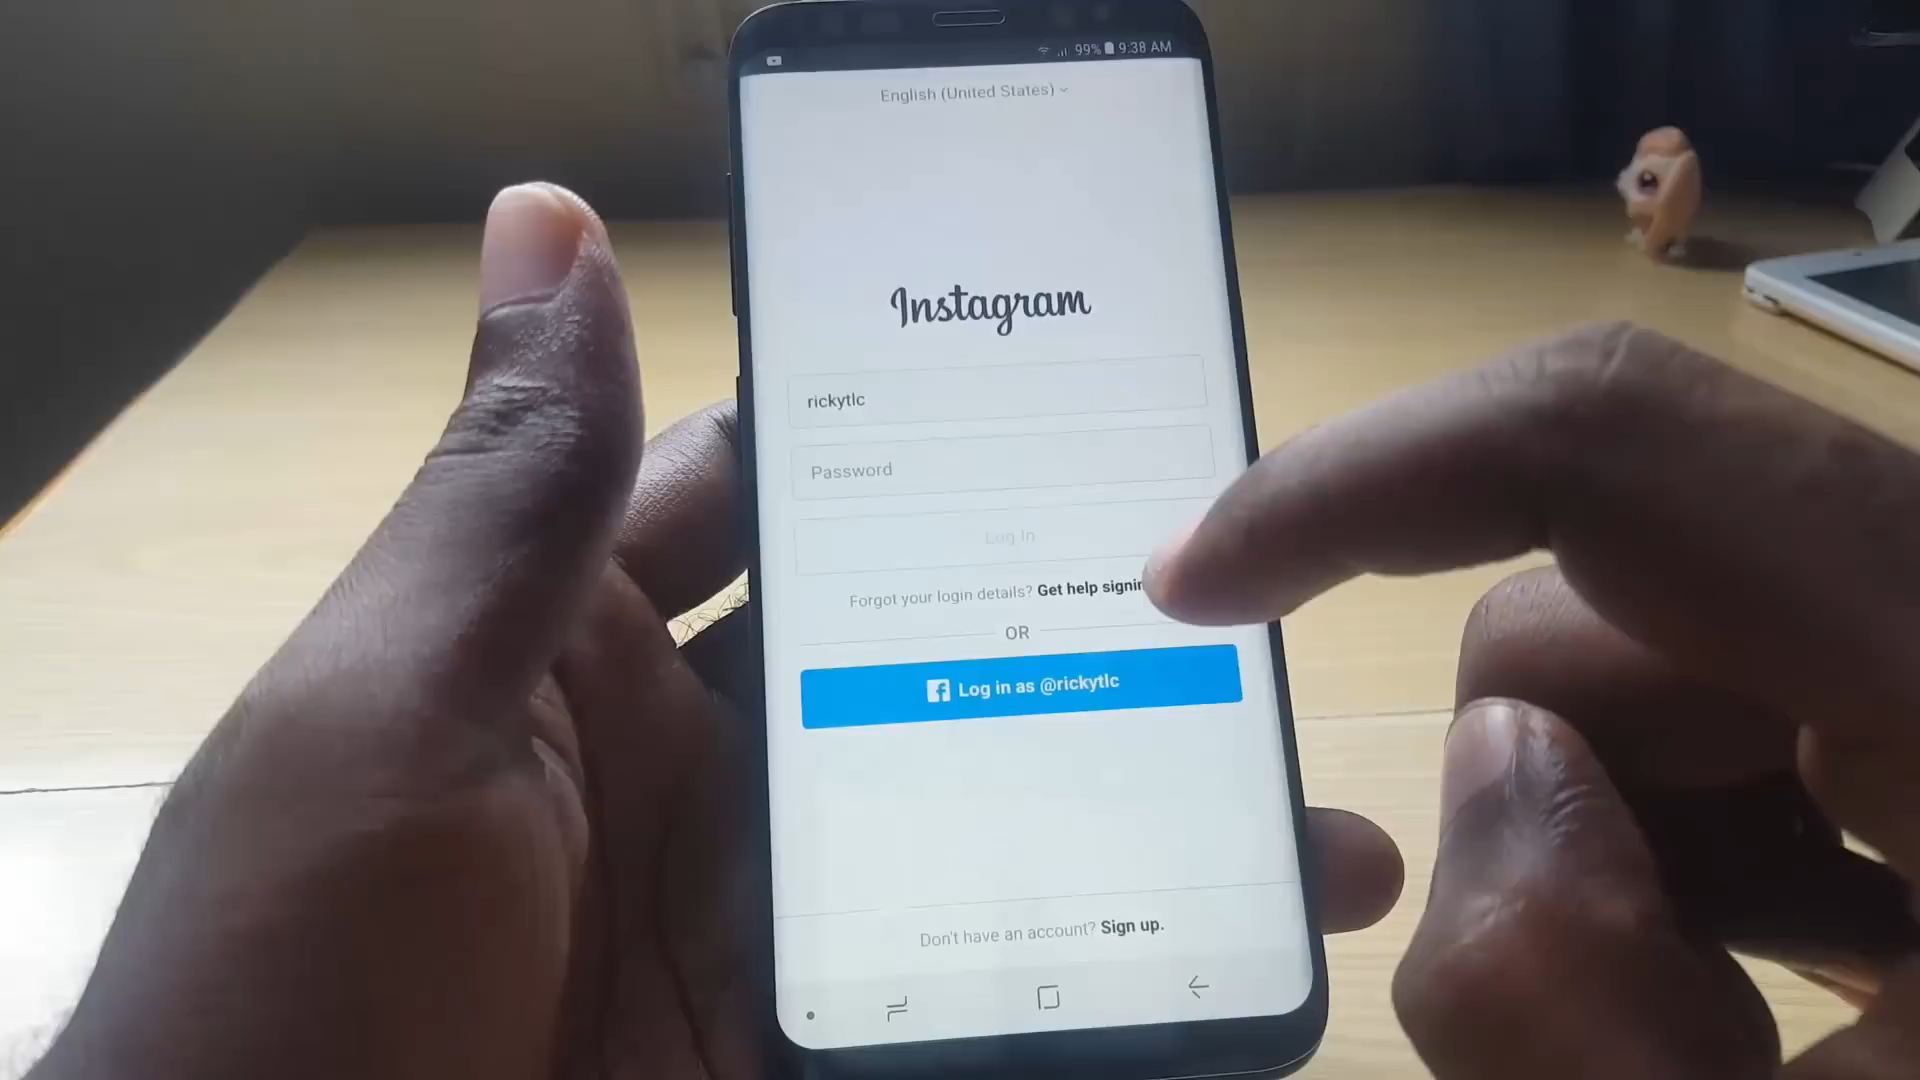 99% 9:38 AM
English (United States)
Instagram
rickytlc
Password
Log In
Forgot your login details? Get help signin
OR
Log in as @rickytlc
Don't have an account? Sign up.